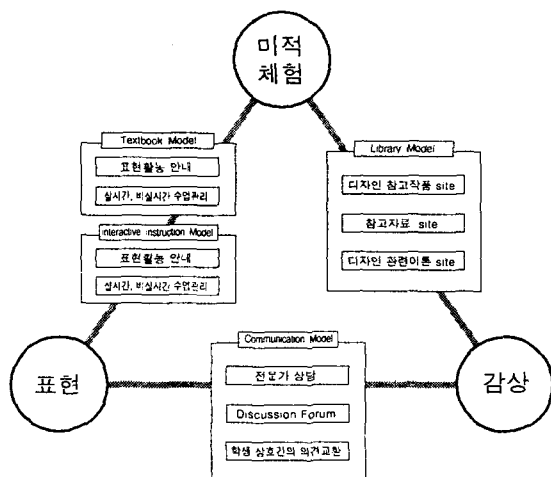 미적
체험
Textbook Model
표현활동 안내
실시간, 비실시간 수업관리
Interactive Instruction Model
표현활동 안내
실시간, 비실시간 수업관리
Library Model
디자인 참고작품 site
참고자료 site
디자인 관련이론 site
표현
Communication Model
전문가 상담
Discussion Forum
학생 상호간의 의견교환
감상